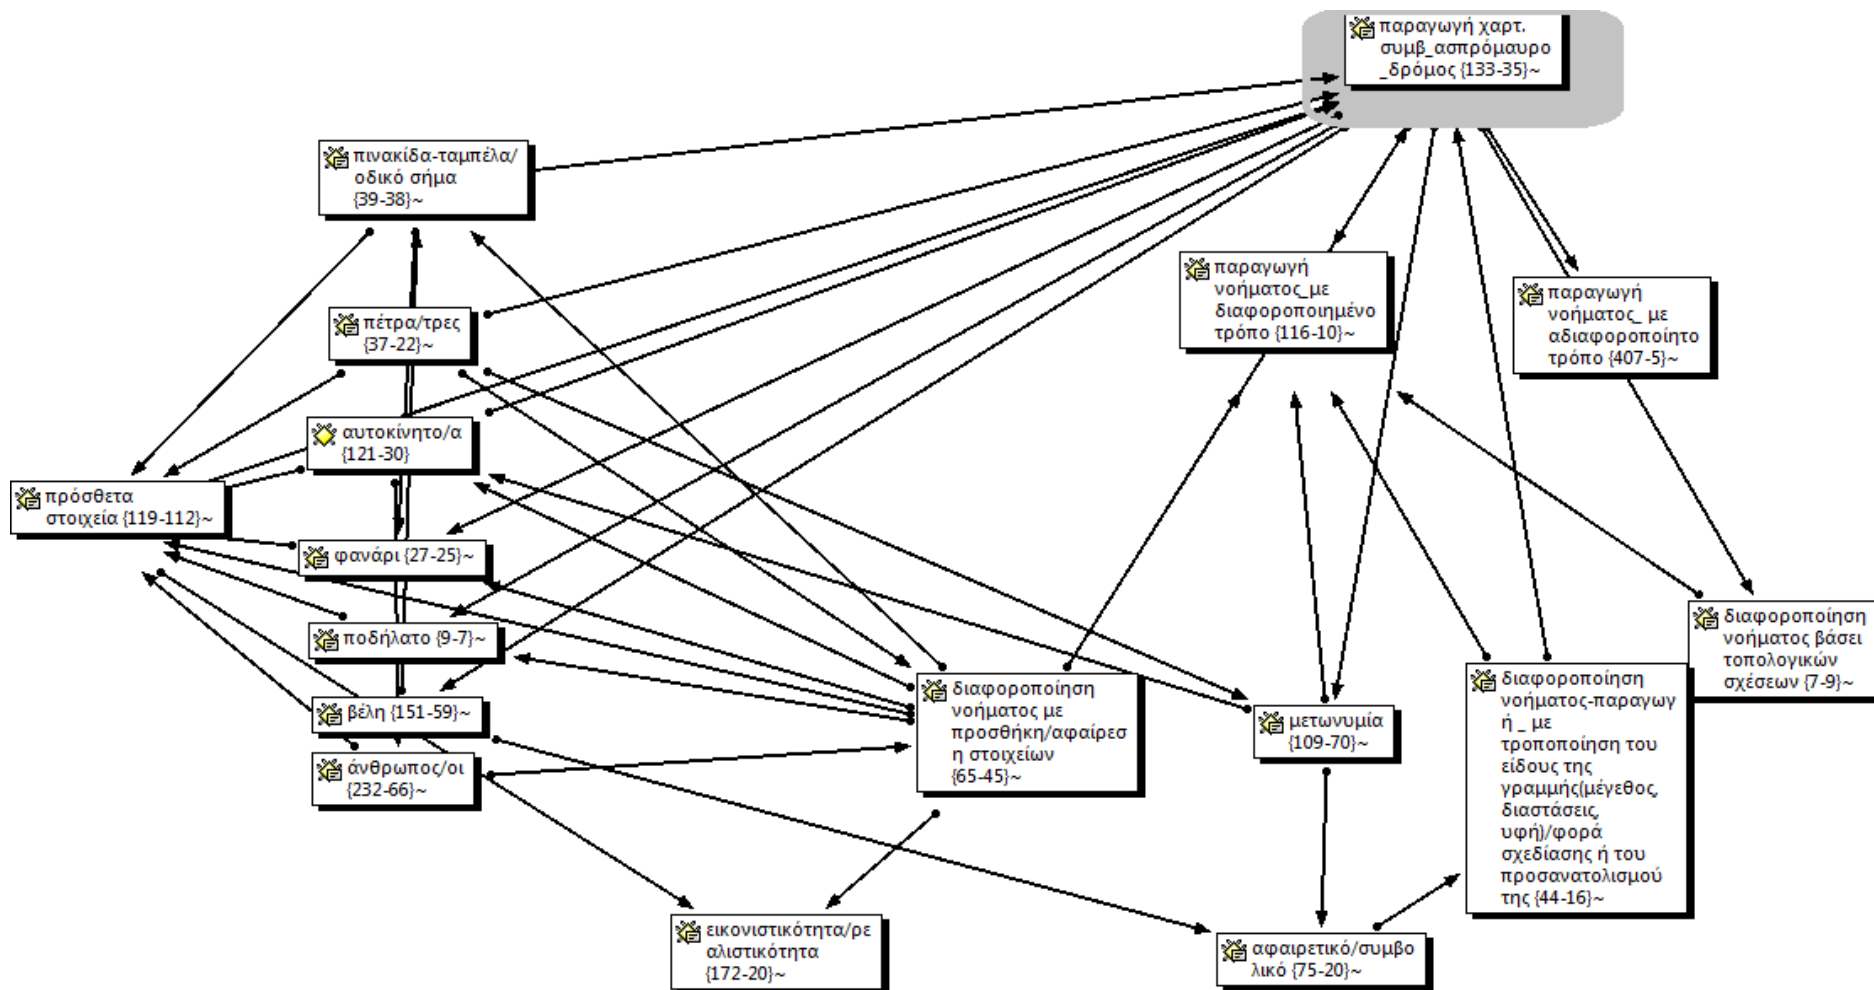 παραγωγή χαρτ.
συμβ_ασπρόμαυρο
_δρόμος {133-35}~
πινακίδα-ταμπέλα/
οδικό σήμα
{39-38}~
παραγωγή
νοήματος_με
διαφοροποιημένο
τρόπο {116-10}~
παραγωγή
νοήματος_ με
αδιαφοροποίητο
τρόπο {407-5}~
πέτρα/τρες
{37-22}~
αυτοκίνητο/α
{121-30}
πρόσθετα
στοιχεία {119-112}~
φανάρι {27-25}~
ποδήλατο {9-7}~
βέλη {151-59}~
άνθρωπος/οι
{232-66}~
διαφοροποίηση
νοήματος με
προσθήκη/αφαίρεσ
η στοιχείων
{65-45}~
μετωνυμία
{109-70}~
διαφοροποίηση
νοήματος-παραγωγ
ή _ με
τροποποίηση του
είδους της
γραμμής(μέγεθος,
διαστάσεις,
υφή)/φορά
σχεδίασης ή του
προσανατολισμού
της {44-16}~
διαφοροποίηση
νοήματος βάσει
τοπολογικών
σχέσεων {7-9}~
εικονιστικότητα/ρε
αλιστικότητα
{172-20}~
αφαιρετικό/συμβο
λικό {75-20}~